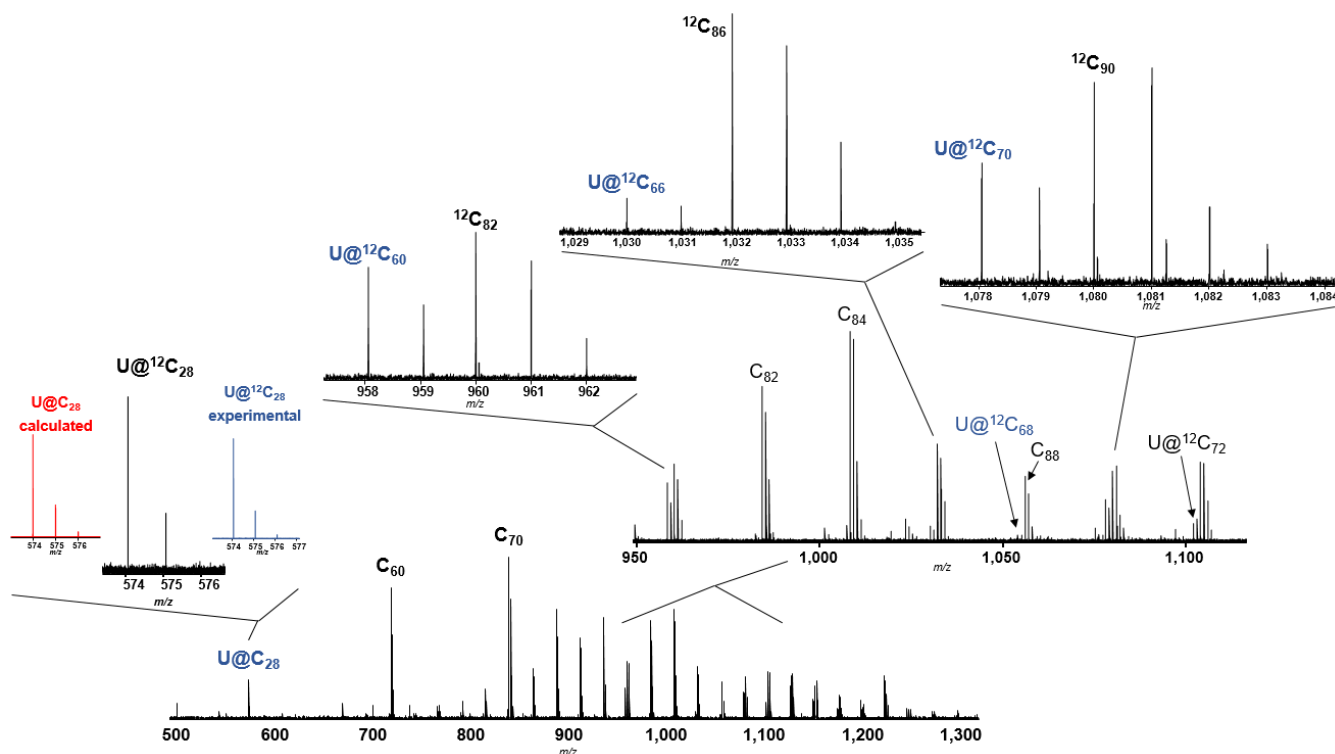 ¹²C₈₆
U@¹²C₆₆
1,029 1,030 1,031 1,032 1,033 1,034 1,035
m/z
¹²C₉₀
U@¹²C₇₀
1,078 1,079 1,080 1,081 1,082 1,083 1,084
m/z
¹²C₈₂
U@¹²C₆₀
958 959 960 961 962
m/z
U@¹²C₂₈
574 575 576
m/z
U@C₂₈
calculated
574 575 576
m/z
U@¹²C₂₈
experimental
574 575 576 577
m/z
C₈₂
C₈₄
U@¹²C₆₈
C₈₈
U@¹²C₇₂
950 1,000 1,050 1,100
m/z
U@C₂₈
C₆₀
C₇₀
500 600 700 800 900 1,000 1,100 1,200 1,300
m/z